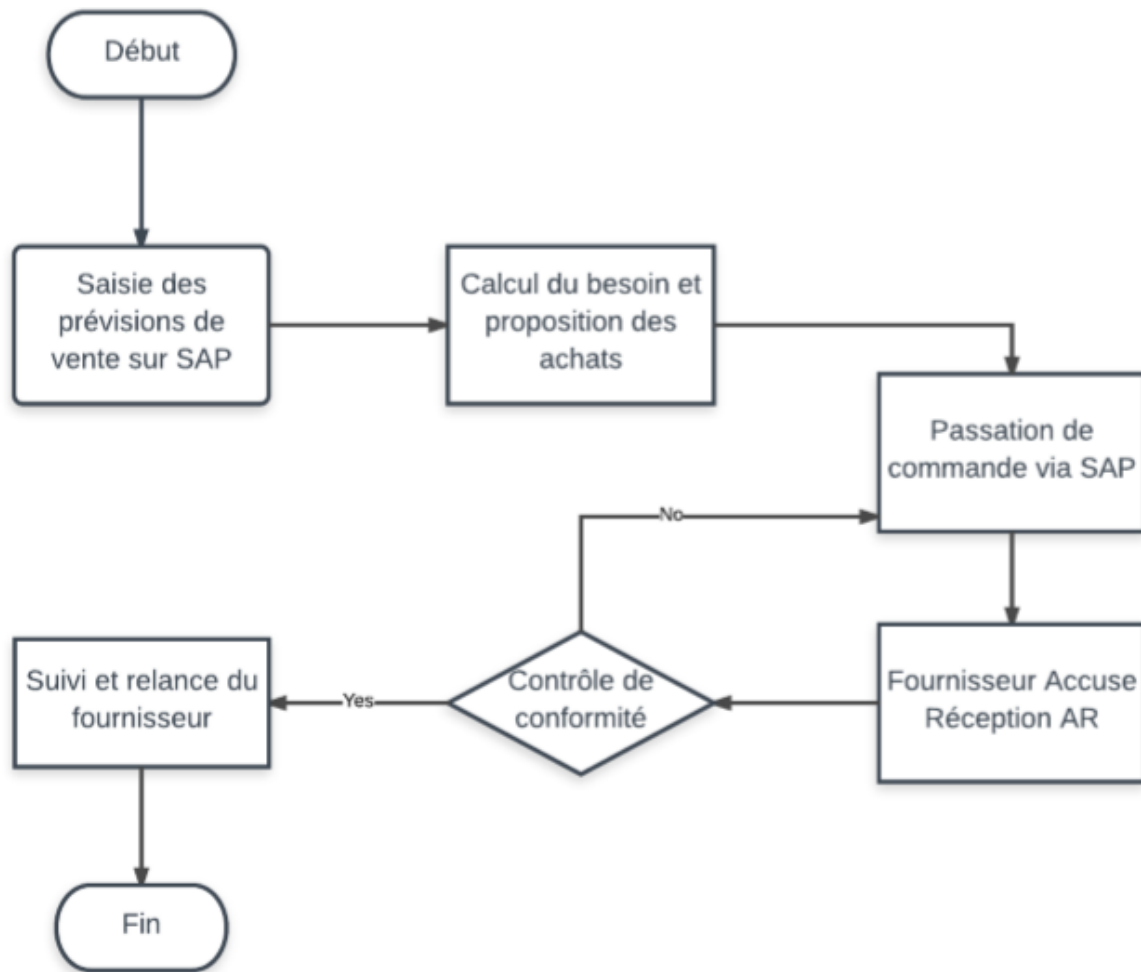 Début
Saisie des
prévisions de
vente sur SAP
Calcul du besoin et
proposition des
achats
Passation de
commande via SAP
No
Fournisseur Accuse
Réception AR
Contrôle de
conformité
Yes
Suivi et relance du
fournisseur
Fin